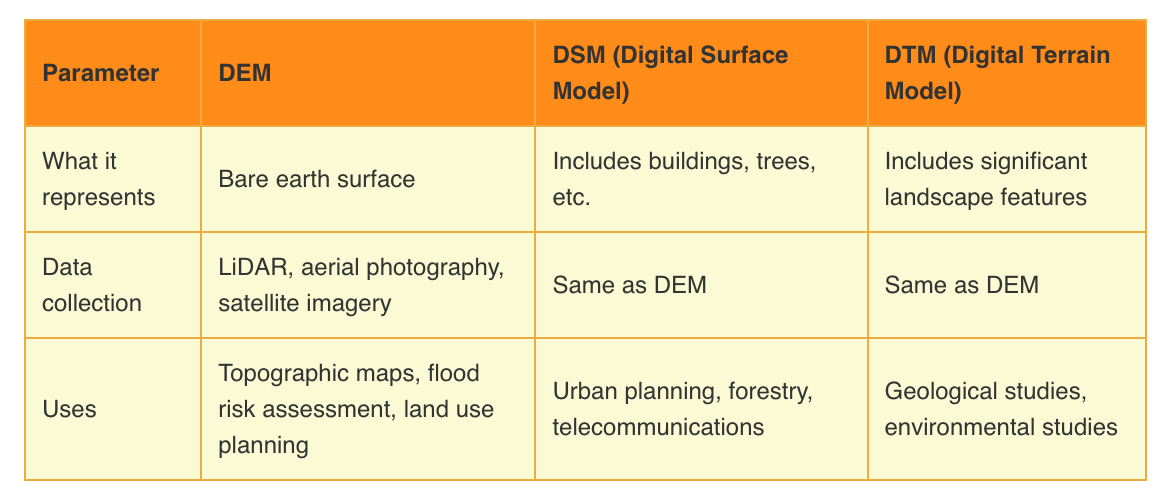 Parameter
DEM
DSM (Digital Surface
Model)
DTM (Digital Terrain
Model)
What it
represents
Bare earth surface
Includes buildings, trees,
etc.
Includes significant
landscape features
Data
collection
LiDAR, aerial photography,
satellite imagery
Same as DEM
Same as DEM
Uses
Topographic maps, flood
risk assessment, land use
planning
Urban planning, forestry,
telecommunications
Geological studies,
environmental studies